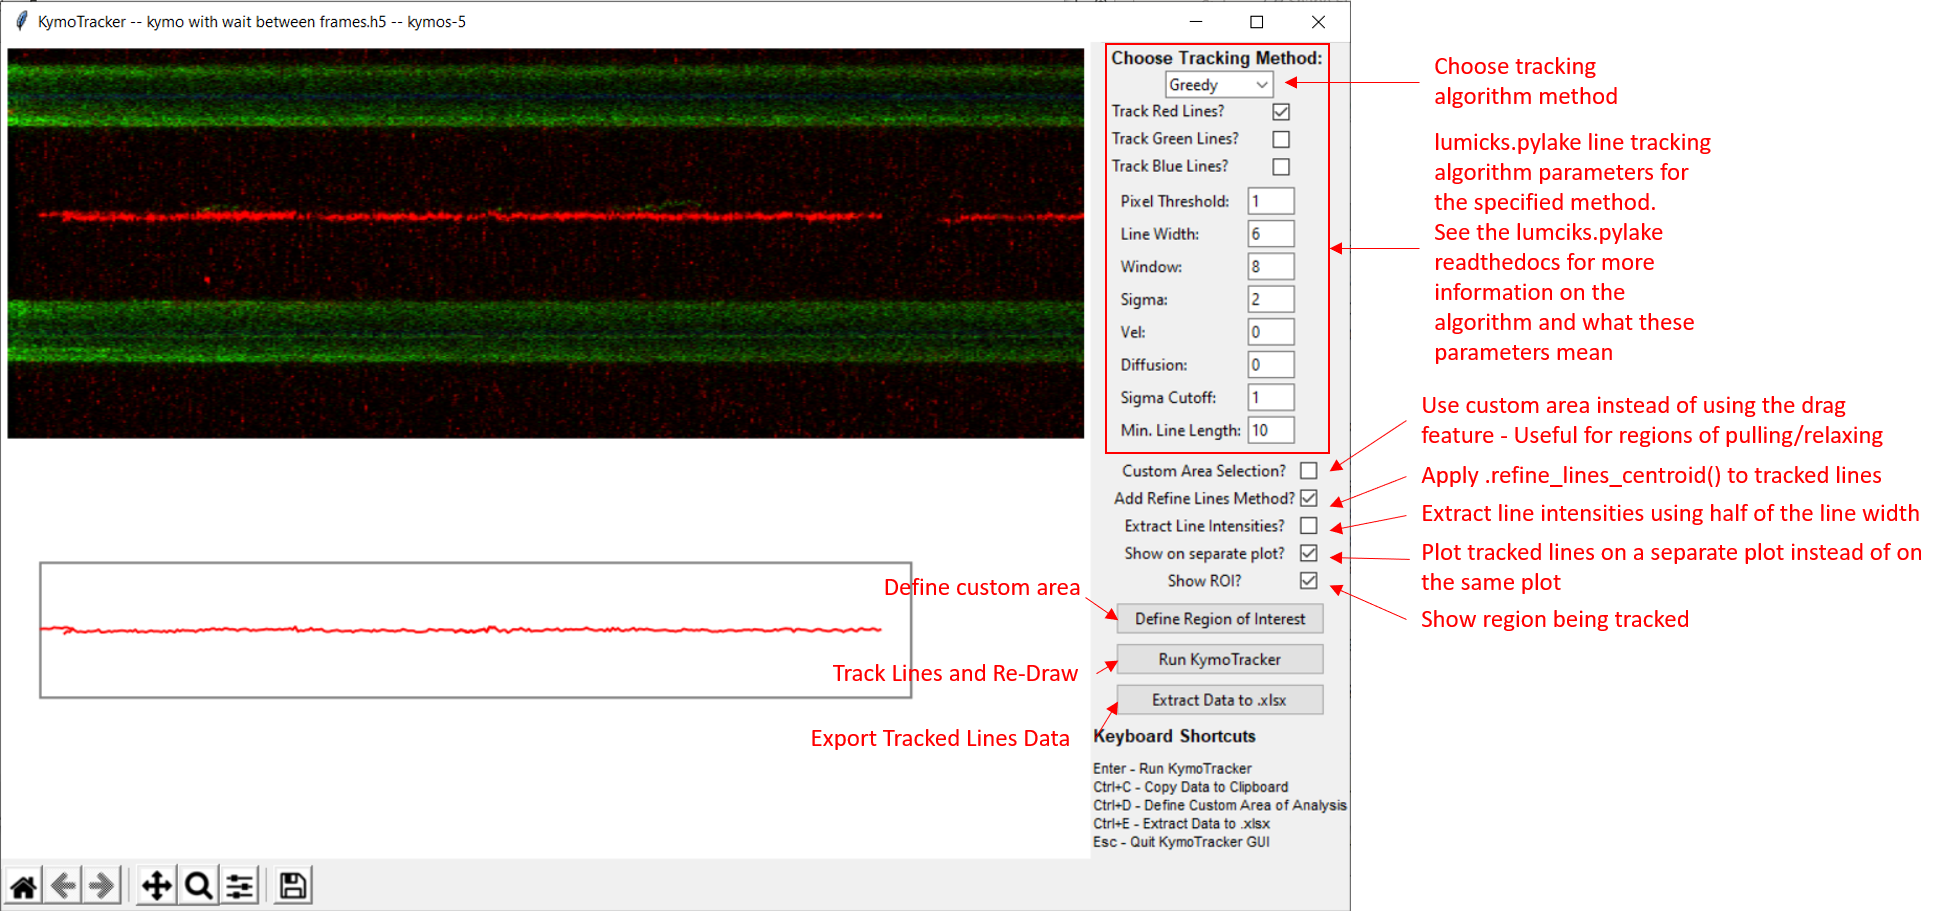 KymoTracker -- kymo with wait between frames.h5 -- kymos-5
Choose Tracking Method:
Greedy
Track Red Lines?
Track Green Lines?
Track Blue Lines?
Pixel Threshold: 1
Line Width: 6
Window: 8
Sigma: 2
Vel: 0
Diffusion: 0
Sigma Cutoff: 1
Min. Line Length: 10
Custom Area Selection?
Add Refine Lines Method?
Extract Line Intensities?
Show on separate plot?
Show ROI?
Define Region of Interest
Run KymoTracker
Extract Data to .xlsx
Keyboard Shortcuts
Enter - Run KymoTracker
Ctrl+C - Copy Data to Clipboard
Ctrl+D - Define Custom Area of Analysis
Ctrl+E - Extract Data to .xlsx
Esc - Quit KymoTracker GUI
Define custom area
Track Lines and Re-Draw
Export Tracked Lines Data
Choose tracking
algorithm method
lumicks.pylake line tracking
algorithm parameters for
the specified method.
See the lumciks.pylake
readthedocs for more
information on the
algorithm and what these
parameters mean
Use custom area instead of using the drag
feature - Useful for regions of pulling/relaxing
Apply .refine_lines_centroid() to tracked lines
Extract line intensities using half of the line width
Plot tracked lines on a separate plot instead of on
the same plot
Show region being tracked